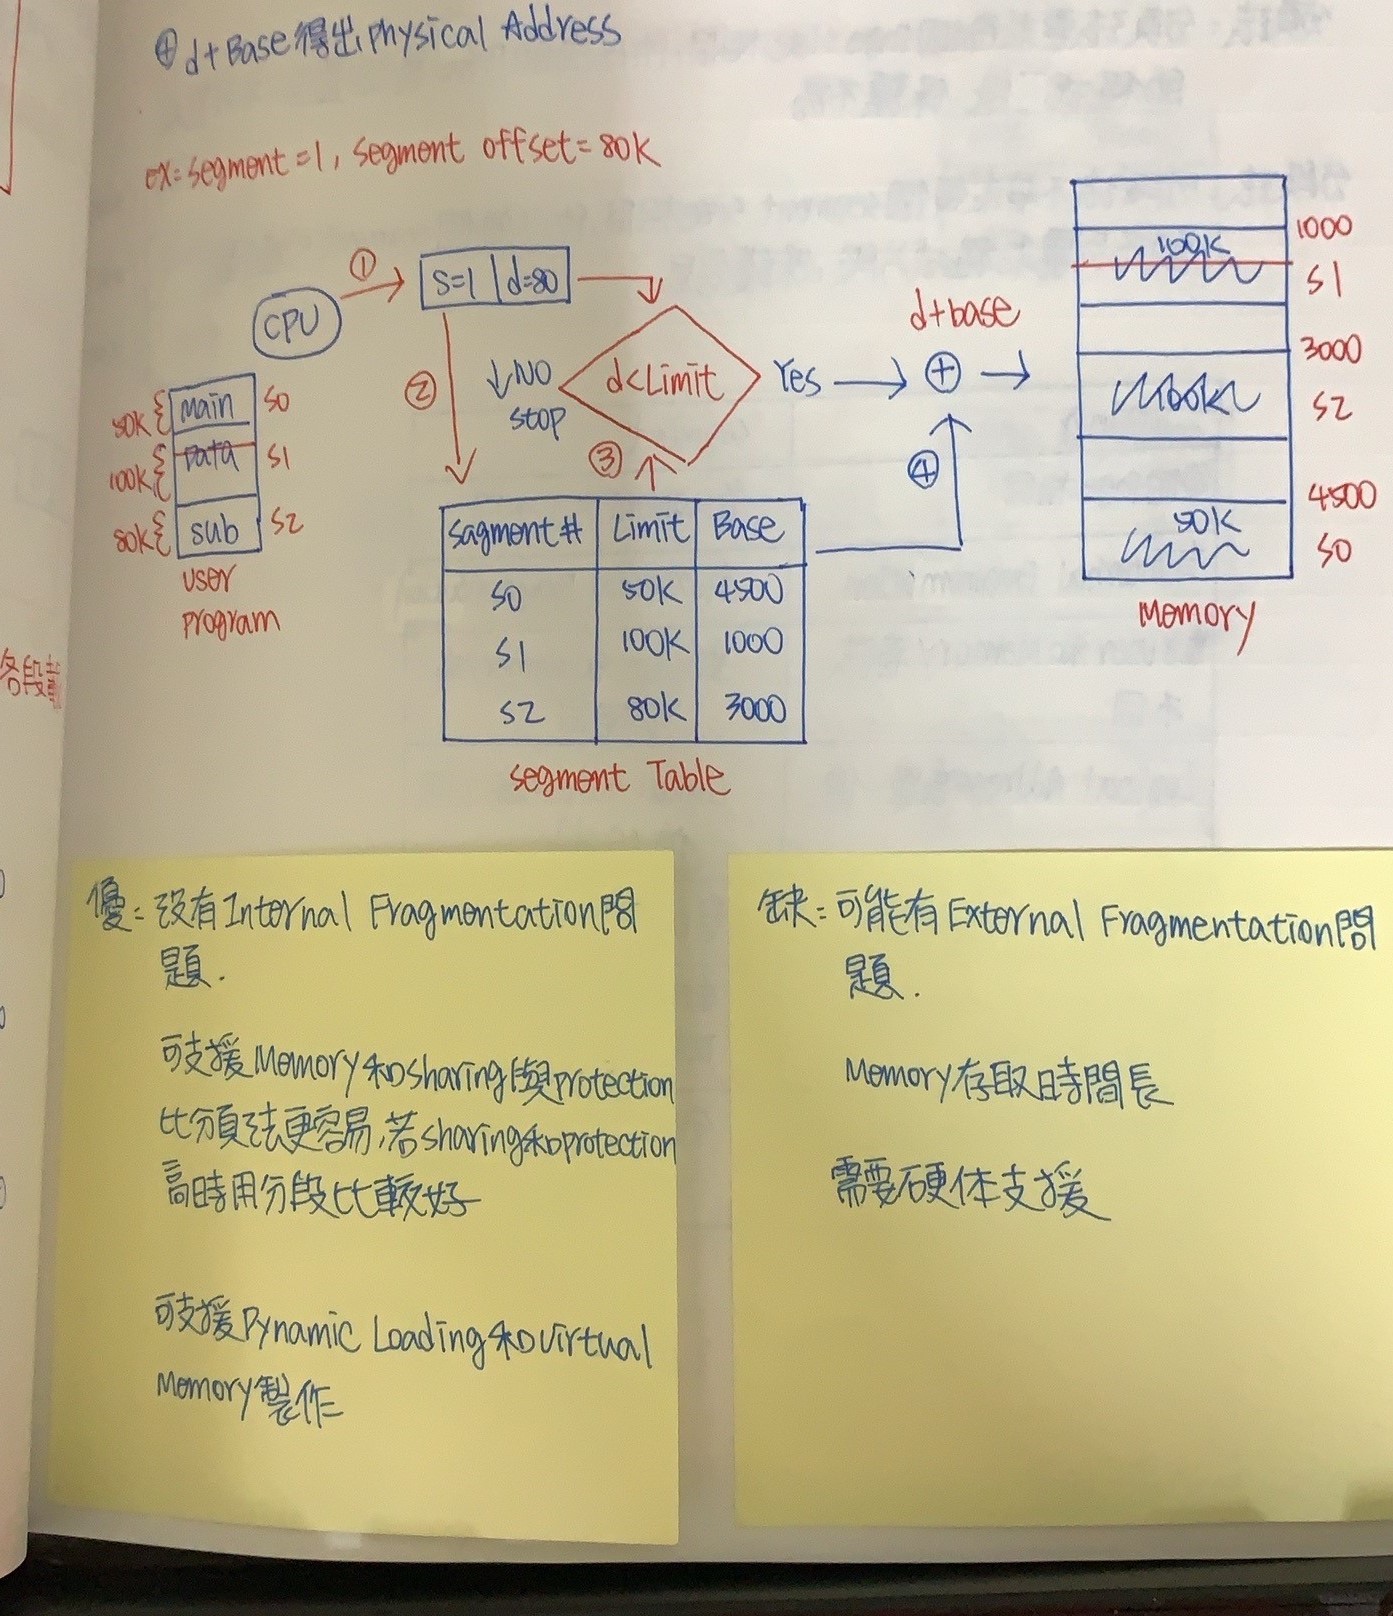 ④ d+Base得出physical Address
ex=segment=1, segment offset=80K
①
CPU
s=1 d=80
②
↓NO
stop
d<Limit
Yes
d+base
+
③
④
50K
main
S0
100K
Data
S1
80K
sub
S2
user
program
Sagment# Limit Base
S0 50K 4500
S1 100K 1000
S2 80K 3000
segment Table
1000
100K
S1
3000
S2
4500
50K
S0
Memory
各段載
優=沒有Internal Fragmentation問
題.
可支援Memory和sharing與protection
比分頁法更容易,若sharing和protection
高時用分段比較好
可支援Dynamic Loading和virtual
Memory製作
缺=可能有External Fragmentation問
題.
Memory存取時間長
需要硬体支援